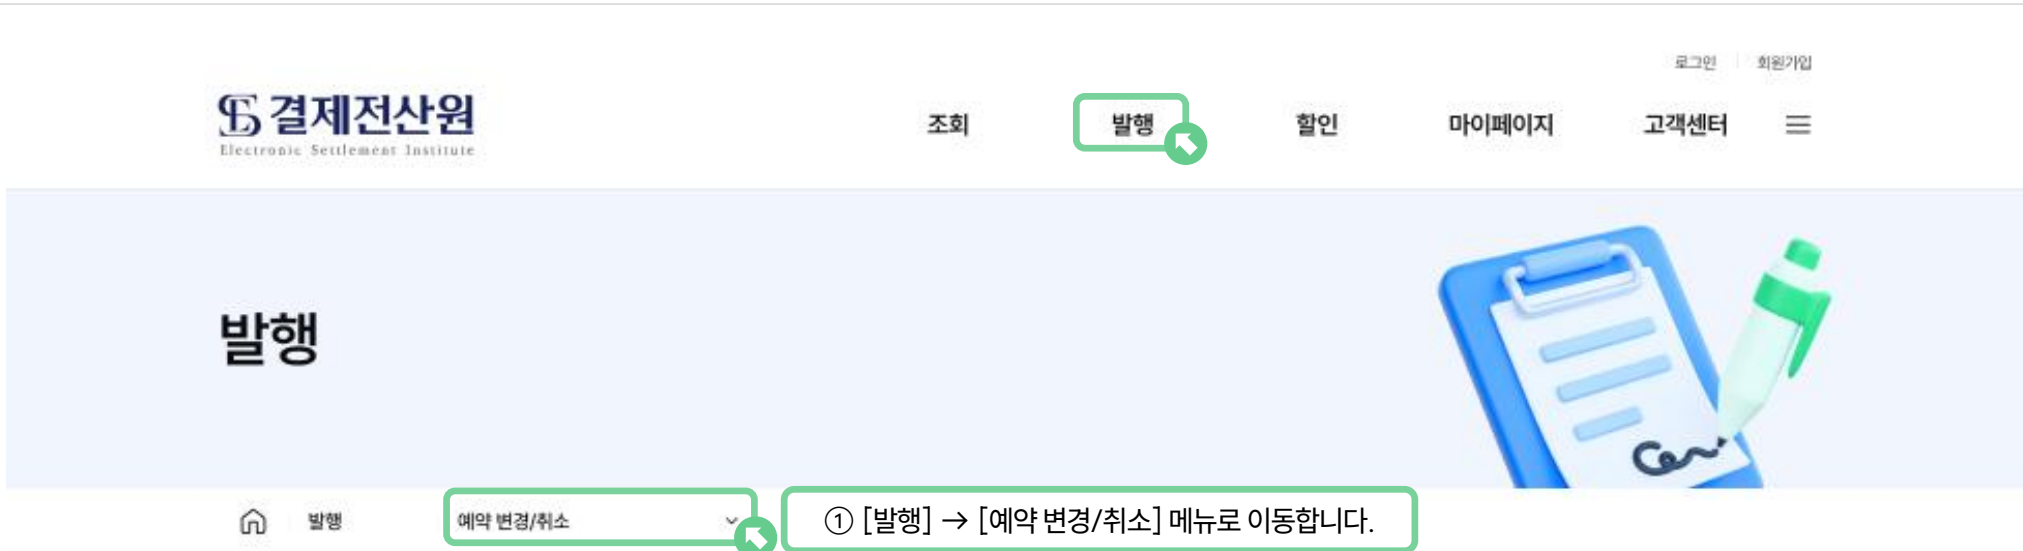 로그인 회원가입
결제전산원
Electronic Settlement Institute
조회 발행 할인 마이페이지 고객센터
발행
발행 예약 변경/취소
① [발행] → [예약 변경/취소] 메뉴로 이동합니다.